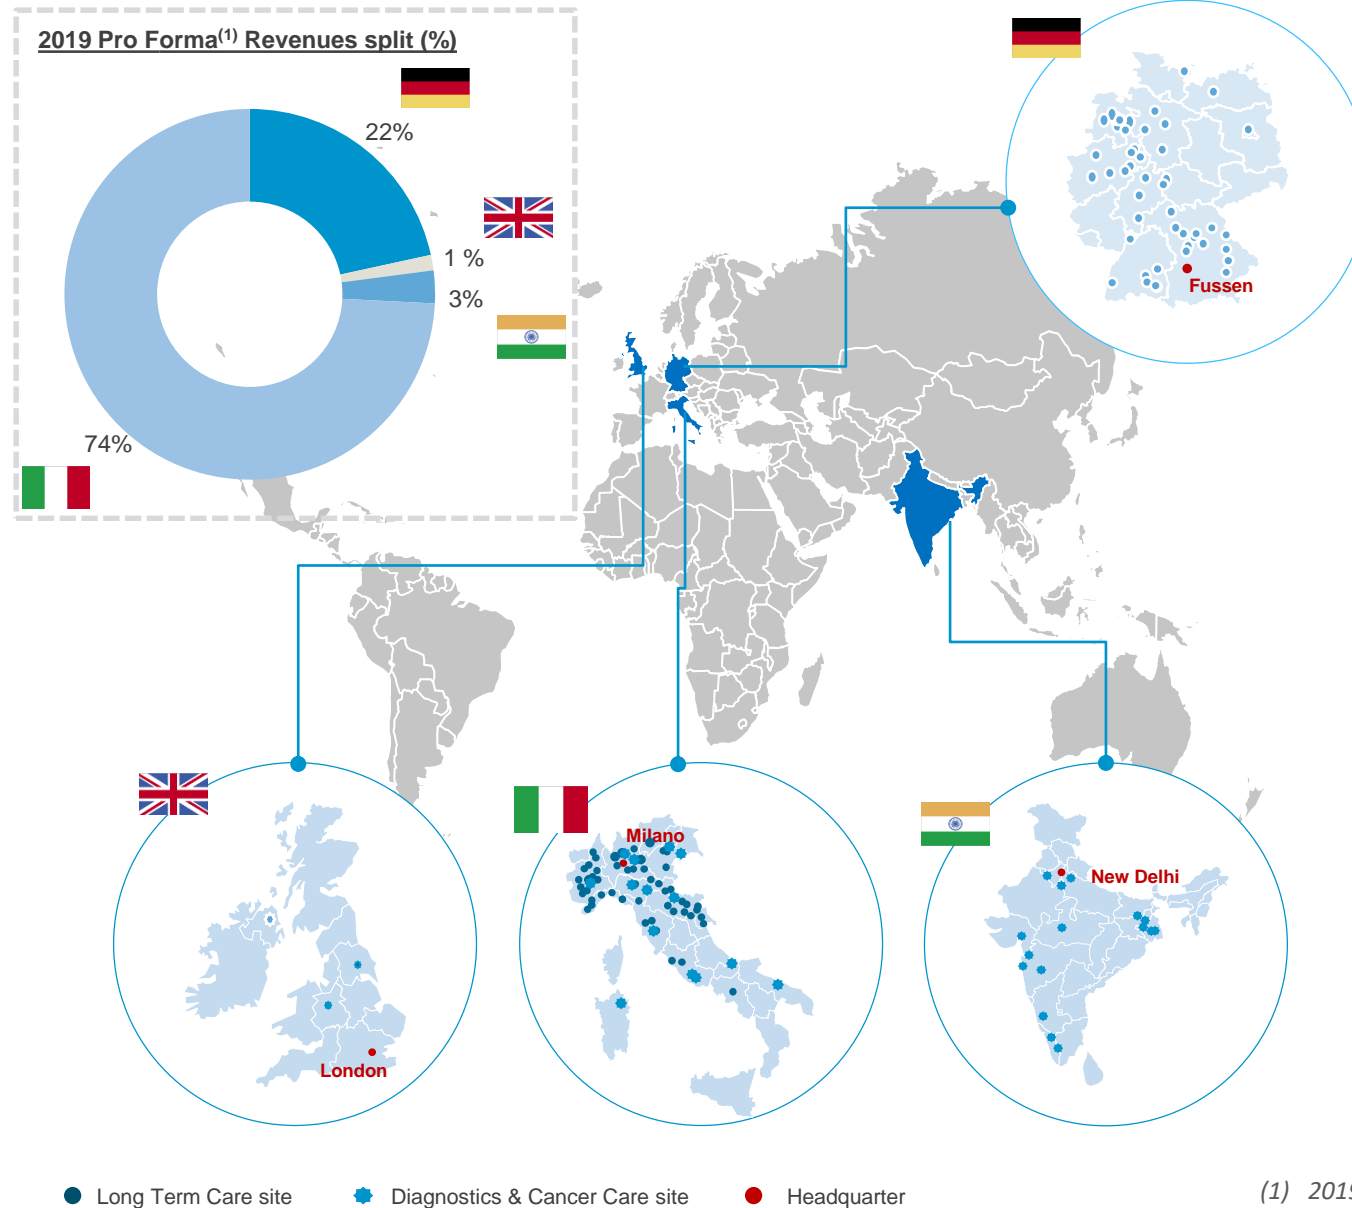 2019 Pro Forma(1) Revenues split (%)
22%
1 %
3%
74%
Fussen
Milano
New Delhi
London
Long Term Care site
Diagnostics & Cancer Care site
Headquarter
(1) 2019